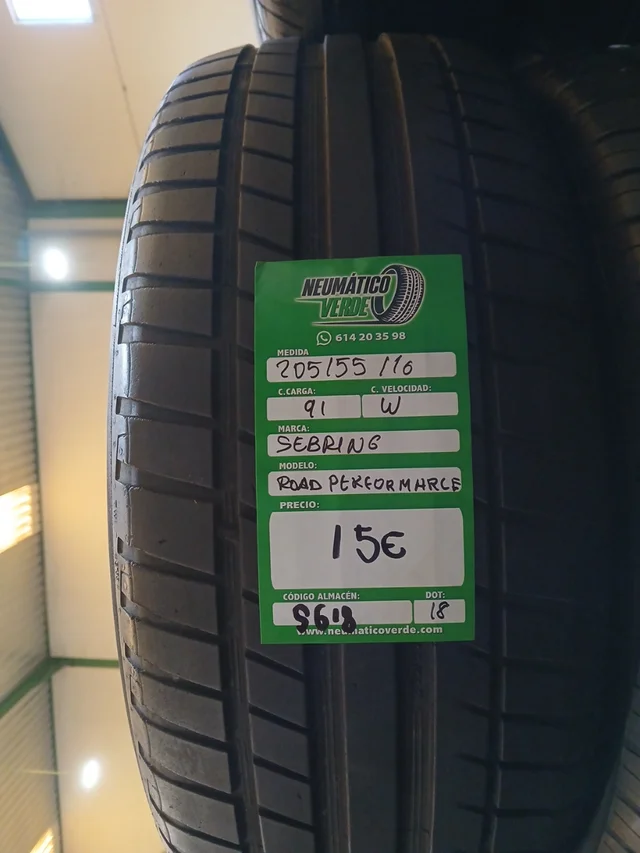 NEUMÁTICO
VERDE
614 20 35 98
MEDIDA
205/55/16
C.CARGA: C. VELOCIDAD:
91 W
MARCA:
SEBRING
MODELO:
ROAD PERFORMARCE
PRECIO:
15€
CÓDIGO ALMACÉN: DOT:
S618 18
www.neumaticoverde.com